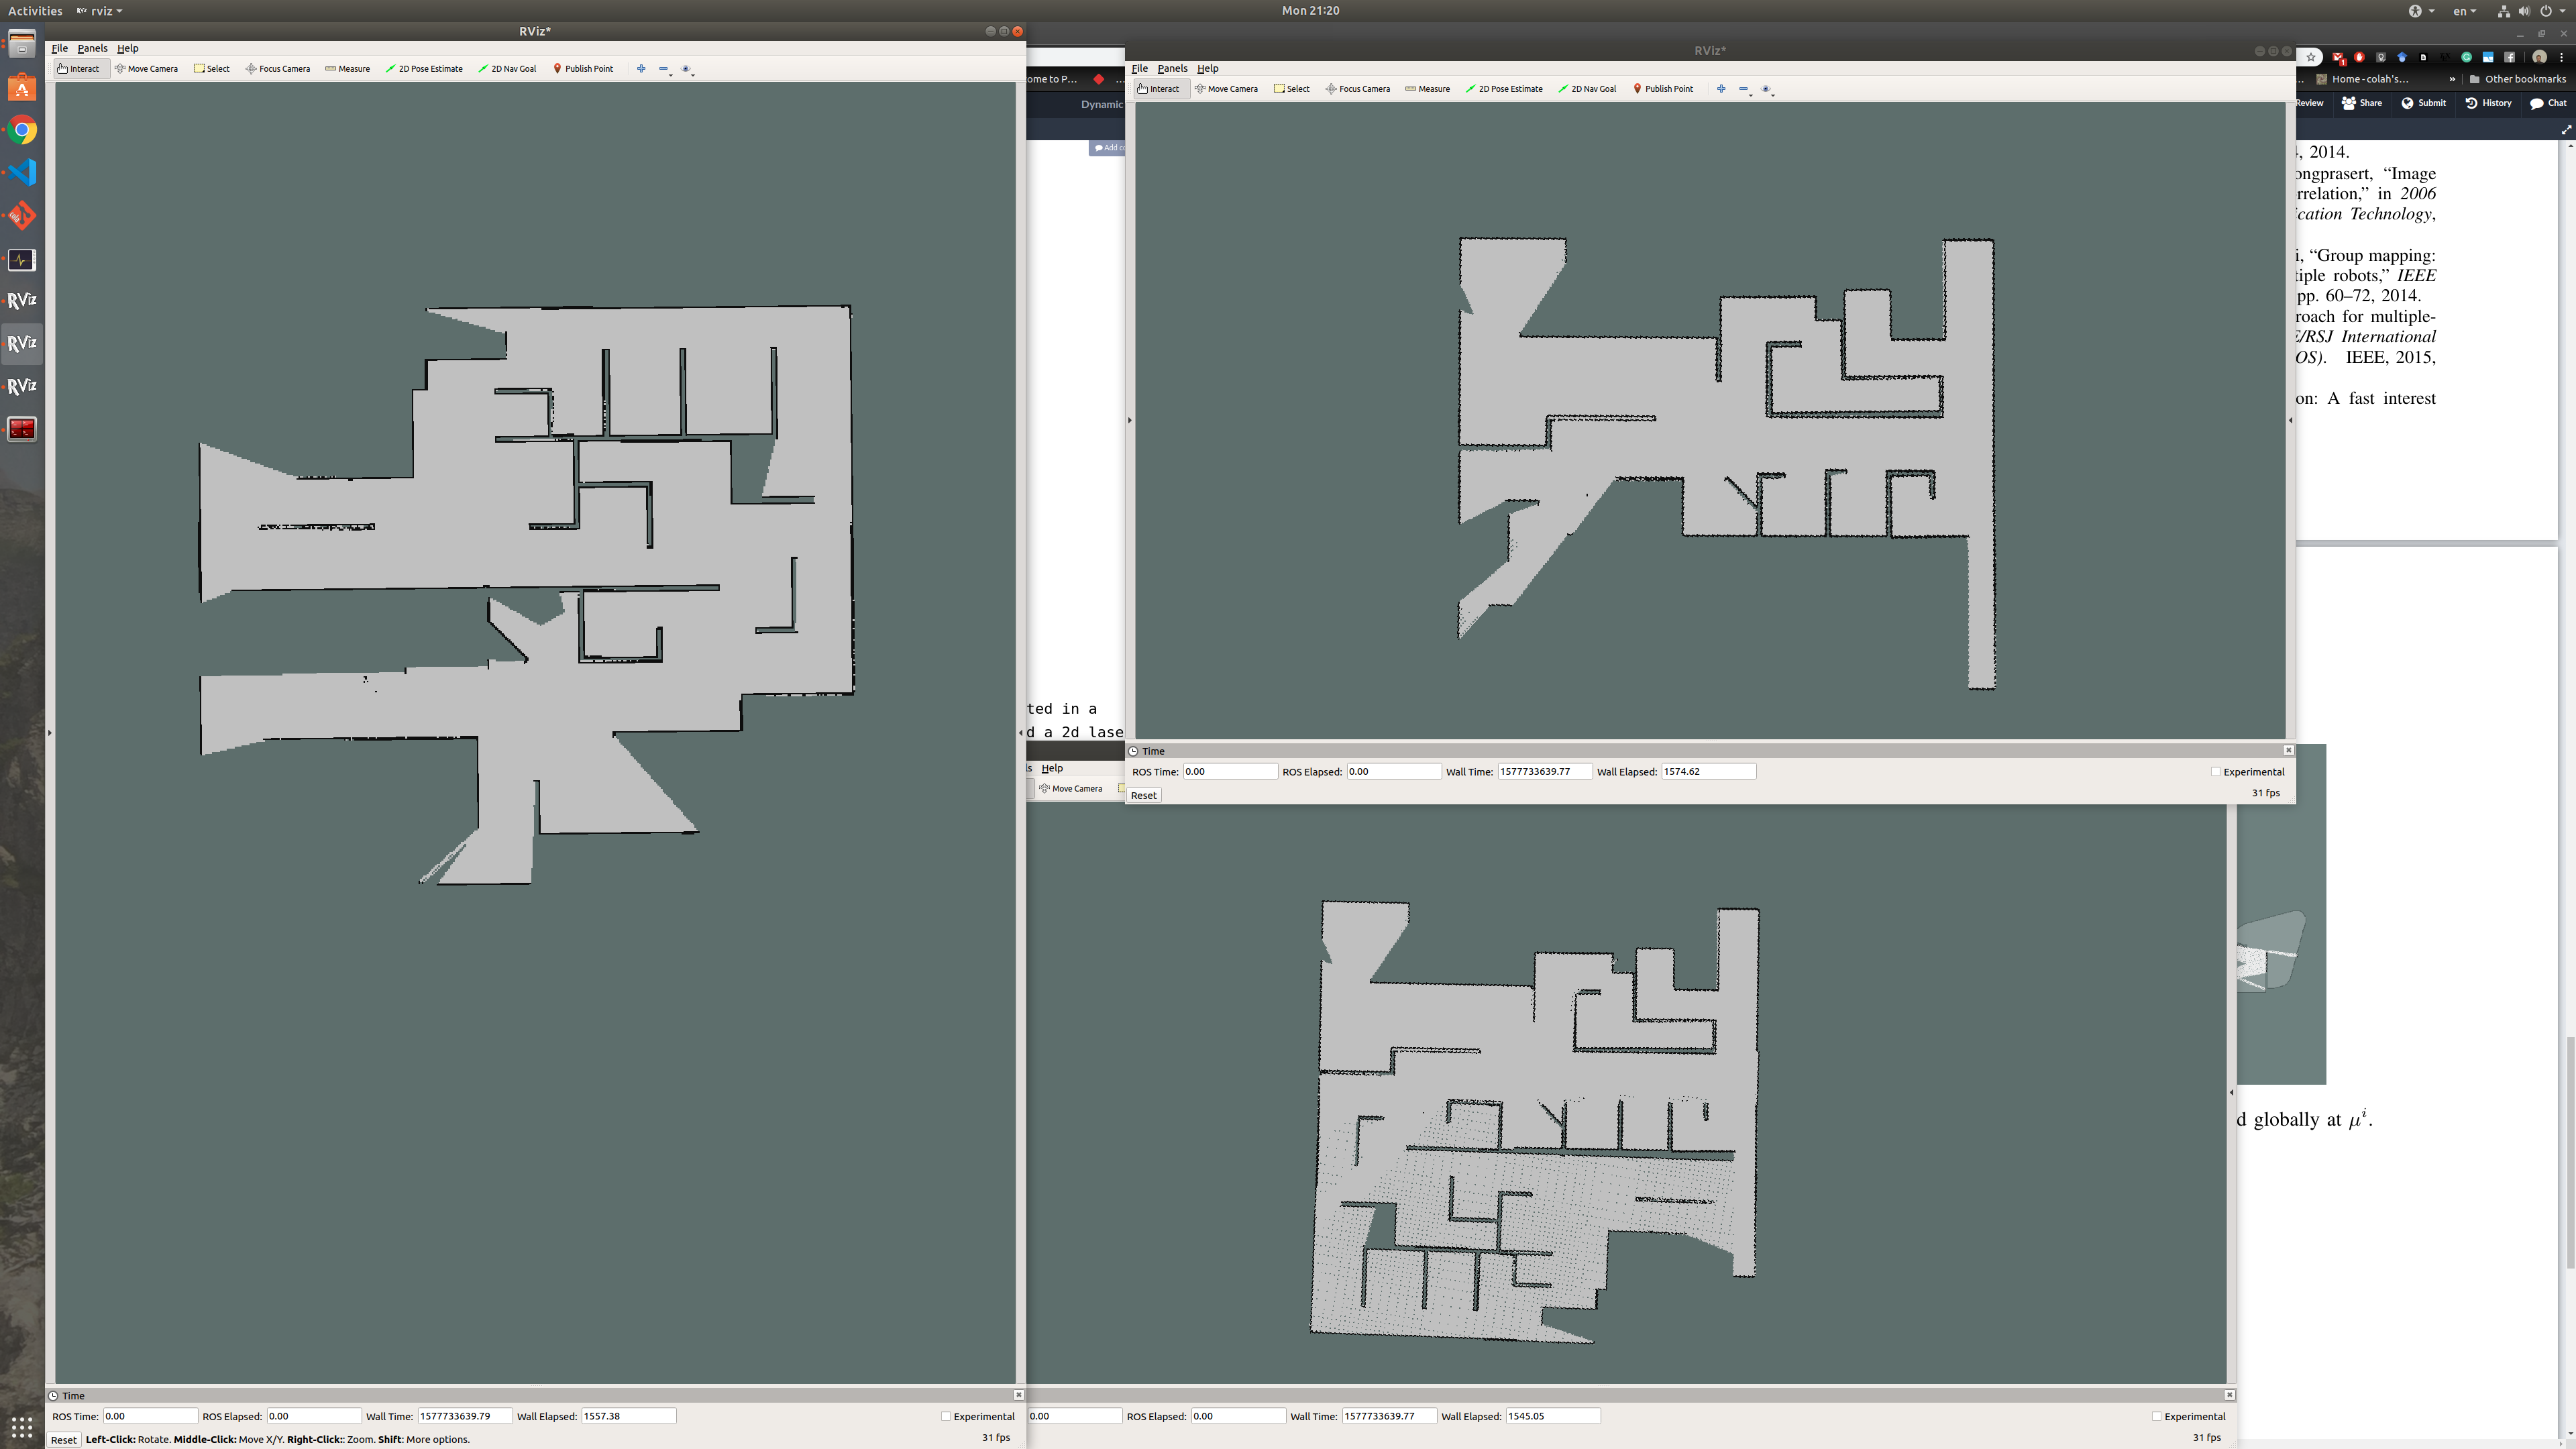 Activities
rviz
Mon 21:20
en
RViz*
File Panels Help
Interact Move Camera Select Focus Camera Measure 2D Pose Estimate 2D Nav Goal Publish Point
RViz
RViz
RViz
Time
ROS Time: 0.00 ROS Elapsed: 0.00 Wall Time: 1577733639.79 Wall Elapsed: 1557.38 Experimental
Reset Left-Click: Rotate. Middle-Click: Move X/Y. Right-Click:: Zoom. Shift: More options. 31 fps
ome to P...
Dynamic
Add co
ted in a
d a 2d lase
ls Help
Move Camera
RViz*
File Panels Help
Interact Move Camera Select Focus Camera Measure 2D Pose Estimate 2D Nav Goal Publish Point
Time
ROS Time: 0.00 ROS Elapsed: 0.00 Wall Time: 1577733639.77 Wall Elapsed: 1574.62 Experimental
Reset 31 fps
0.00 ROS Elapsed: 0.00 Wall Time: 1577733639.77 Wall Elapsed: 1545.05 Experimental
31 fps
Home - colah's... » Other bookmarks
Review Share Submit History Chat
, 2014.
ongprasert, “Image
rrelation,” in 2006
ication Technology,
i, “Group mapping:
tiple robots,” IEEE
pp. 60–72, 2014.
roach for multiple-
E/RSJ International
OS). IEEE, 2015,
on: A fast interest
d globally at μⁱ.